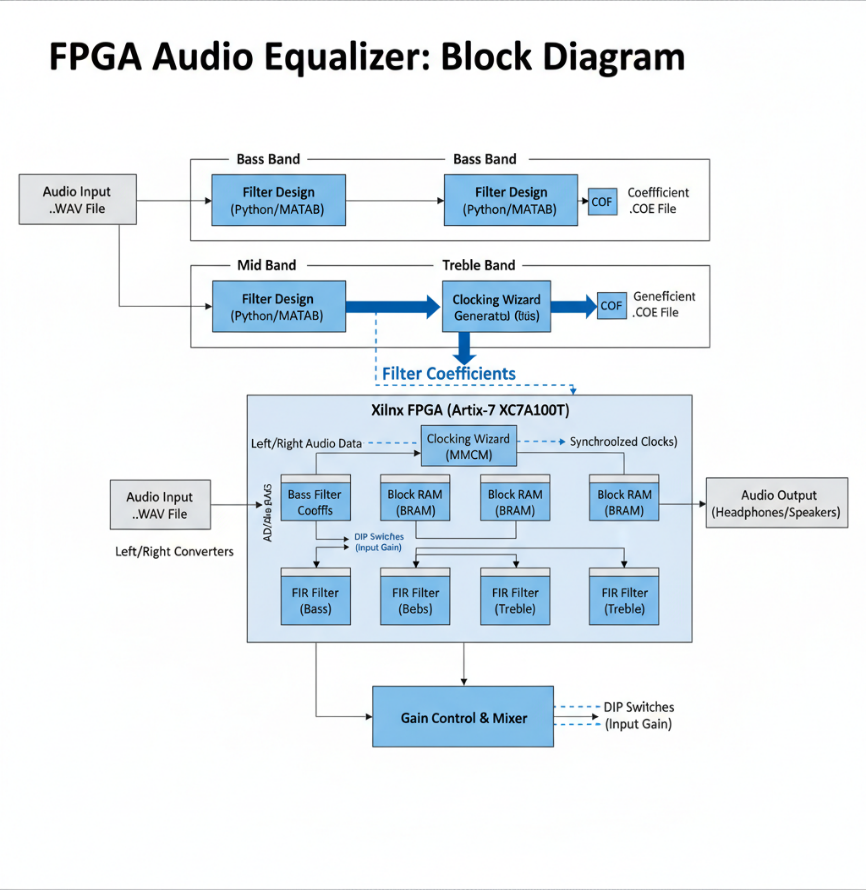 FPGA Audio Equalizer: Block Diagram
Bass Band
Bass Band
Audio Input
..WAV File
Filter Design
(Python/MATAB)
Filter Design
(Python/MATAB)
COF
Coeffficient
.COE File
Mid Band
Treble Band
Filter Design
(Python/MATAB)
Clocking Wizard
COF
Geneficient
.COE File
Filter Coefficients
Xilnx FPGA (Artix-7 XC7A100T)
Left/Right Audio Data
Clocking Wizard
(MMCM)
Synchroolzed Clocks)
Audio Input
..WAV File
Left/Right Converters
Bass Filter
Cooffs
Block RAM
(BRAM)
Block RAM
(BRAM)
Block RAM
(BRAM)
Audio Output
(Headphones/Speakers)
DIP Switches
(Input Gain)
FIR Filter
(Bass)
FIR Filter
(Bebs)
FIR Filter
(Treble)
FIR Filter
(Treble)
Gain Control & Mixer
DIP Switches
(Input Gain)